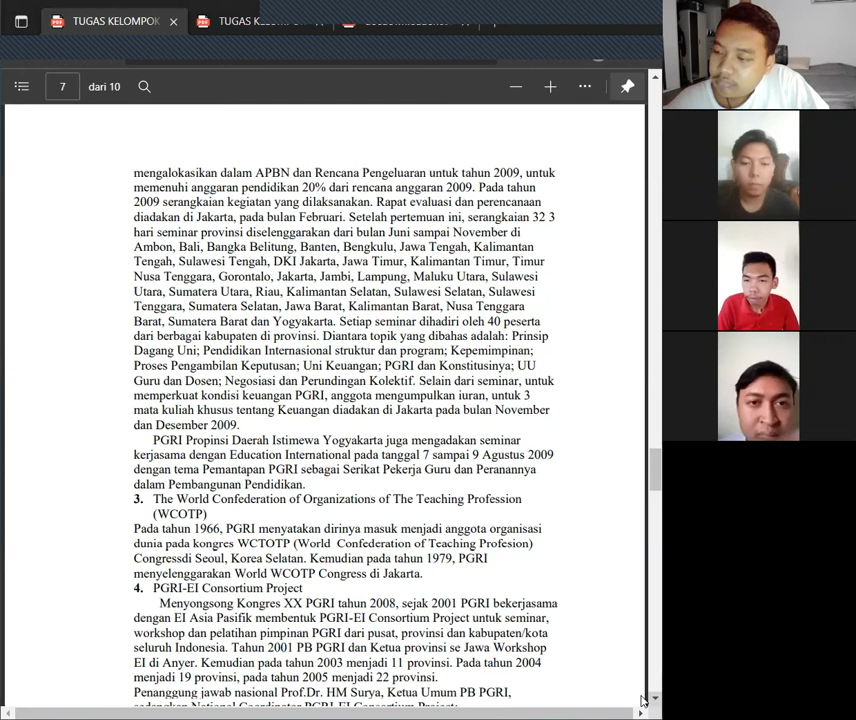 TUGAS KELOMPOK
7 dari 10
mengalokasikan dalam APBN dan Rencana Pengeluaran untuk tahun 2009, untuk
memenuhi anggaran pendidikan 20% dari rencana anggaran 2009. Pada tahun
2009 serangkaian kegiatan yang dilaksanakan. Rapat evaluasi dan perencanaan
diadakan di Jakarta, pada bulan Februari. Setelah pertemuan ini, serangkaian 32 3
hari seminar provinsi diselenggarakan dari bulan Juni sampai November di
Ambon, Bali, Bangka Belitung, Banten, Bengkulu, Jawa Tengah, Kalimantan
Tengah, Sulawesi Tengah, DKI Jakarta, Jawa Timur, Kalimantan Timur, Timor
Nusa Tenggara, Gorontalo, Jakarta, Jambi, Lampung, Maluku Utara, Sulawesi
Utara, Sumatera Utara, Riau, Kalimantan Selatan, Sulawesi Selatan, Sulawesi
Tenggara, Sumatera Selatan, Jawa Barat, Kalimantan Barat, Nusa Tenggara
Barat, Sumatera Barat dan Yogyakarta. Setiap seminar dihadiri oleh 40 peserta
dari berbagai kabupaten di provinsi. Diantara topik yang dibahas adalah: Prinsip
Dagang Uni; Pendidikan Internasional struktur dan program; Kepemimpinan;
Proses Pengambilan Keputusan; Uni Keuangan; PGRI dan Konstitusinya; UU
Guru dan Dosen; Negosiasi dan Perundingan Kolektif. Selain dari seminar, untuk
memperkuat kondisi keuangan PGRI, anggota mengumpulkan iuran, untuk 3
mata kuliah khusus tentang Keuangan diadakan di Jakarta pada bulan November
dan Desember 2009.
PGRI Propinsi Daerah Istimewa Yogyakarta juga mengadakan seminar
kerjasama dengan Education International pada tanggal 7 sampai 9 Agustus 2009
dengan tema Pemantapan PGRI sebagai Serikat Pekerja Guru dan Peranannya
dalam Pembangunan Pendidikan.
3. The World Confederation of Organizations of The Teaching Profession
(WCOTP)
Pada tahun 1966, PGRI menyatakan dirinya masuk menjadi anggota organisasi
dunia pada kongres WCTOTP (World Confederation of Teaching Profesion)
Congressdi Seoul, Korea Selatan. Kemudian pada tahun 1979, PGRI
menyelenggarakan World WCOTP Congress di Jakarta.
4. PGRI-EI Consortium Project
Menyongsong Kongres XX PGRI tahun 2008, sejak 2001 PGRI bekerjasama
dengan EI Asia Pasifik membentuk PGRI-EI Consortium Project untuk seminar,
workshop dan pelatihan pimpinan PGRI dari pusat, provinsi dan kabupaten/kota
seluruh Indonesia. Tahun 2001 PB PGRI dan Ketua provinsi se Jawa Workshop
EI di Anyer. Kemudian pada tahun 2003 menjadi 11 provinsi. Pada tahun 2004
menjadi 19 provinsi, pada tahun 2005 menjadi 22 provinsi.
Penanggung jawab nasional Prof.Dr. HM Surya, Ketua Umum PB PGRI,
sedangkan National Coordinator PGRI-EI Consortium Project: